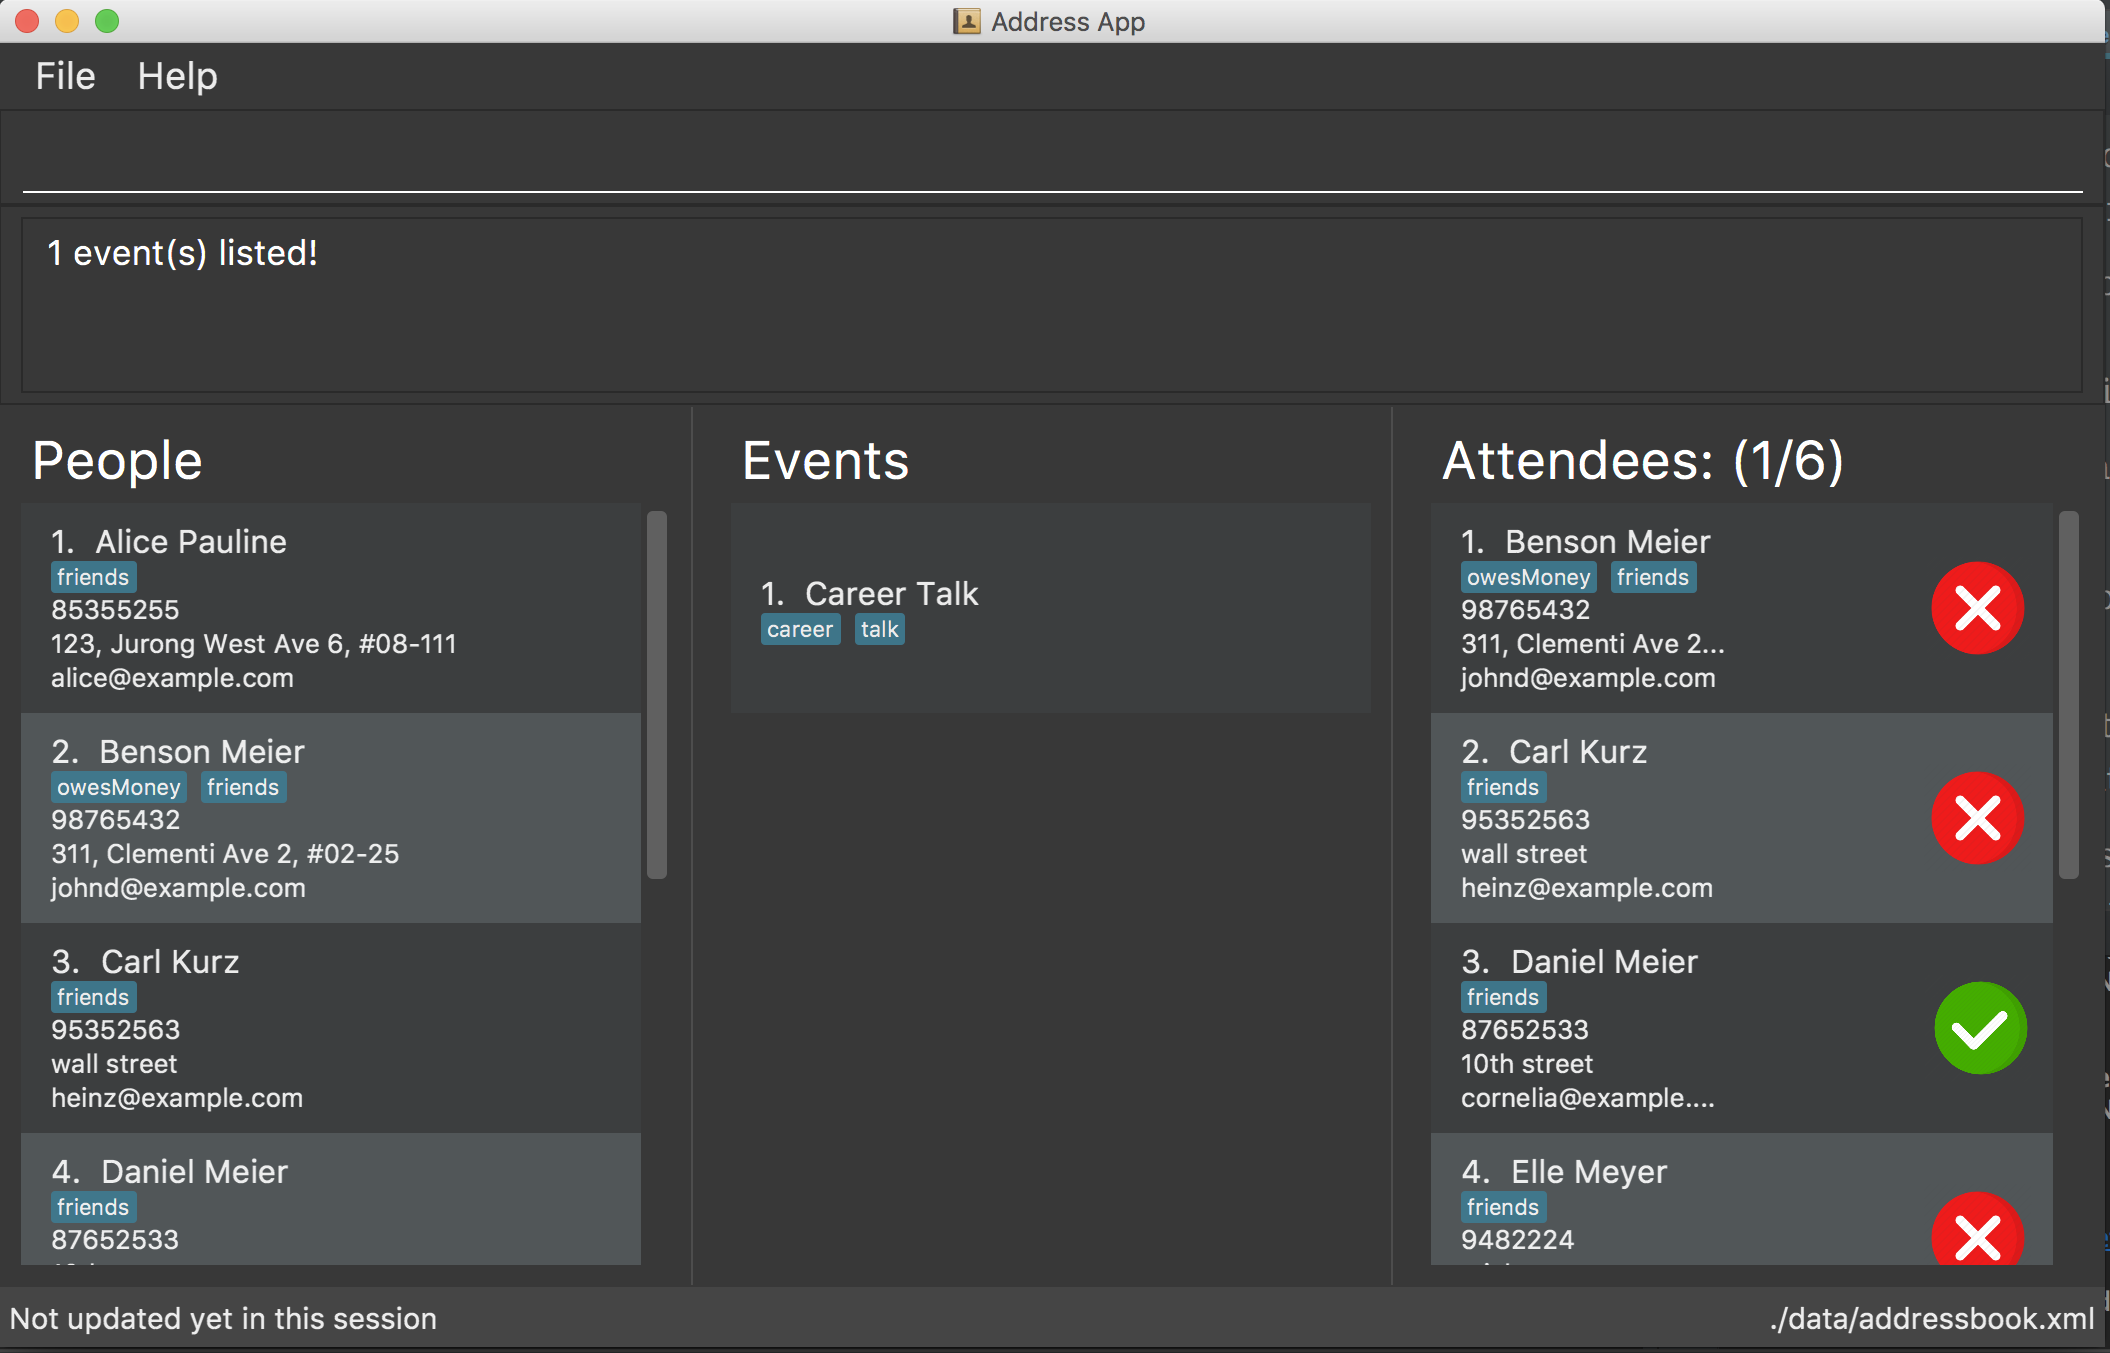 Address App
File Help
1 event(s) listed!
People
1. Alice Pauline
friends
85355255
123, Jurong West Ave 6, #08-111
alice@example.com
2. Benson Meier
owesMoney friends
98765432
311, Clementi Ave 2, #02-25
johnd@example.com
3. Carl Kurz
friends
95352563
wall street
heinz@example.com
4. Daniel Meier
friends
87652533
Events
1. Career Talk
career talk
Attendees: (1/6)
1. Benson Meier
owesMoney friends
98765432
311, Clementi Ave 2...
johnd@example.com
2. Carl Kurz
friends
95352563
wall street
heinz@example.com
3. Daniel Meier
friends
87652533
10th street
cornelia@example....
4. Elle Meyer
friends
9482224
Not updated yet in this session
./data/addressbook.xml